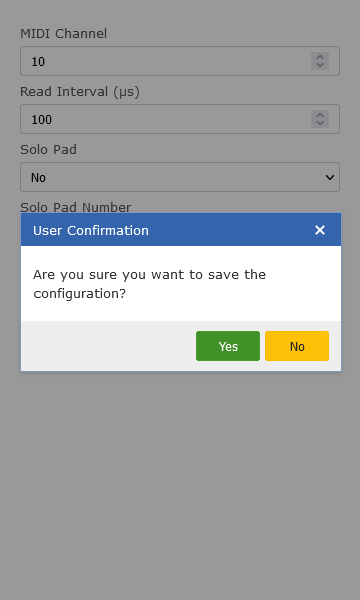 MIDI Channel
10
Read Interval (µs)
100
Solo Pad
No
Solo Pad Number
User Confirmation
Are you sure you want to save the
configuration?
Yes
No